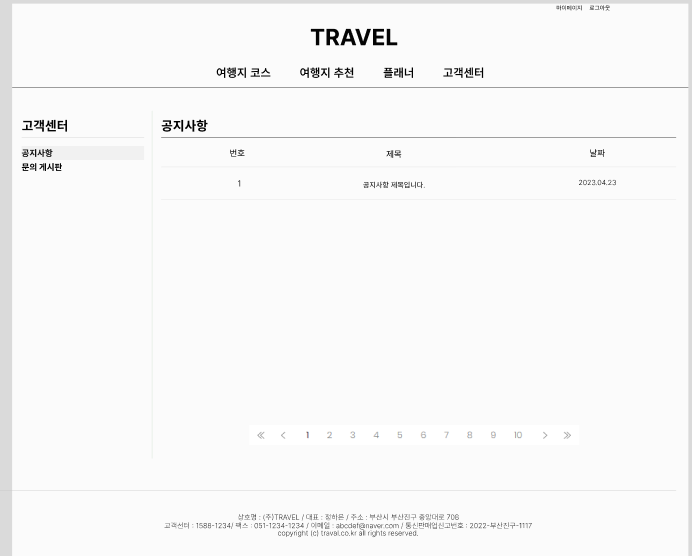 마이페이지 로그아웃
TRAVEL
여행지 코스 여행지 추천 플래너 고객센터
고객센터
공지사항
문의 게시판
공지사항
번호 제목 날짜
1 공지사항 제목입니다. 2023.04.23
« < 1 2 3 4 5 6 7 8 9 10 > »
상호명 : (주)TRAVEL / 대표 : 장하은 / 주소 : 부산시 부산진구 중앙대로 708
고객선터 : 1588-1234/ 팩스 : 051-1234-1234 / 이메일 : abcdef@naver.com / 통신판매업신고번호 : 2022-부산진구-1117
copyright (c) traval.co.kr all rights reserved.